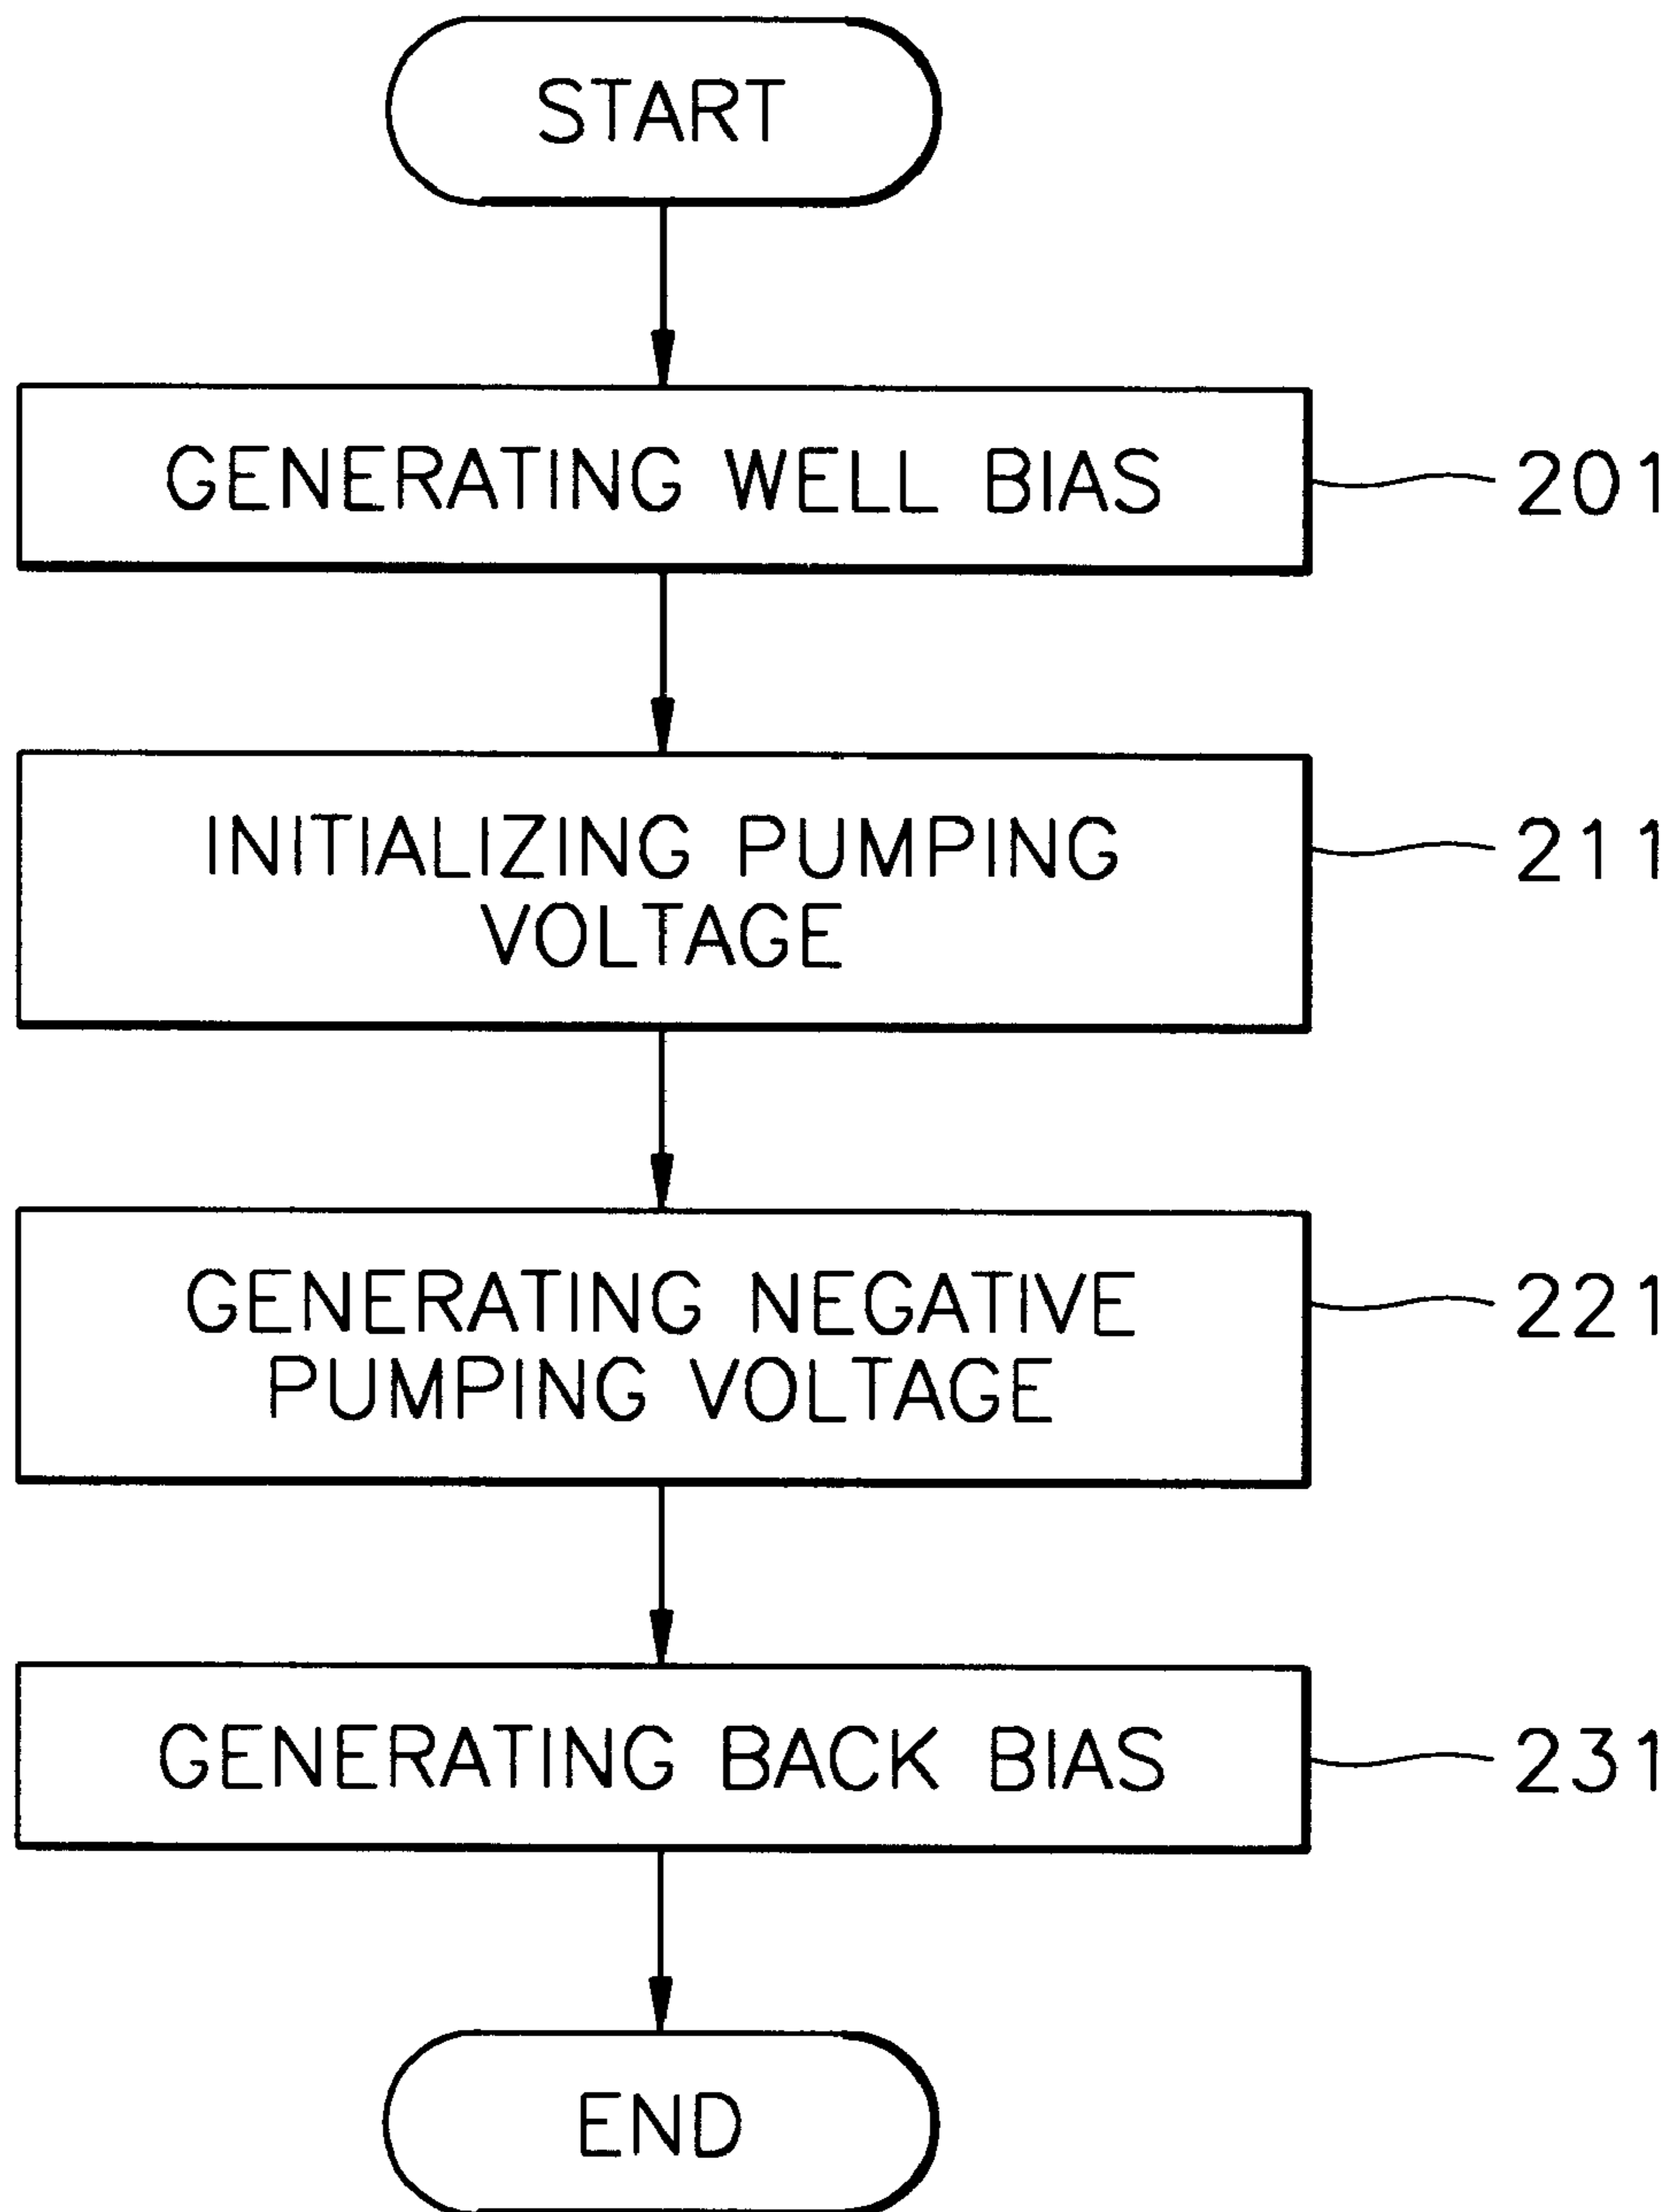 START
GENERATING WELL BIAS
201
INITIALIZING PUMPING
VOLTAGE
211
GENERATING NEGATIVE
PUMPING VOLTAGE
221
GENERATING BACK BIAS
231
END